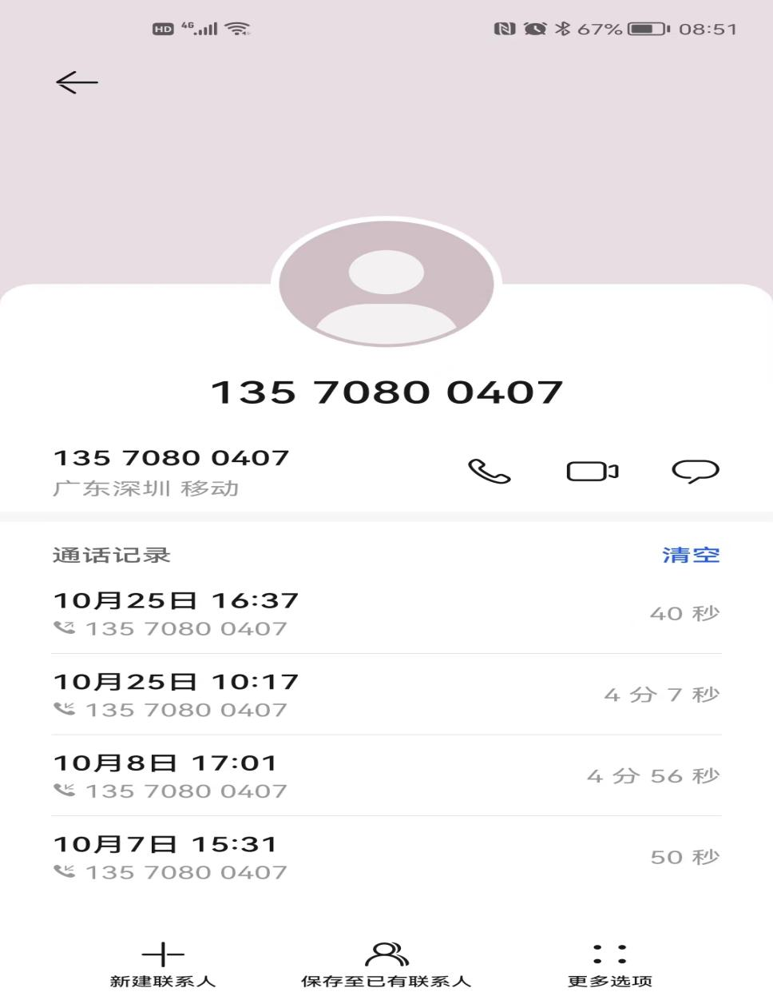 HD 4G 67% 08:51
135 7080 0407
135 7080 0407
广东深圳 移动
通话记录 清空
10月25日 16:37
135 7080 0407 40 秒
10月25日 10:17
135 7080 0407 4 分 7 秒
10月8日 17:01
135 7080 0407 4 分 56 秒
10月7日 15:31
135 7080 0407 50 秒
新建联系人 保存至已有联系人 更多选项